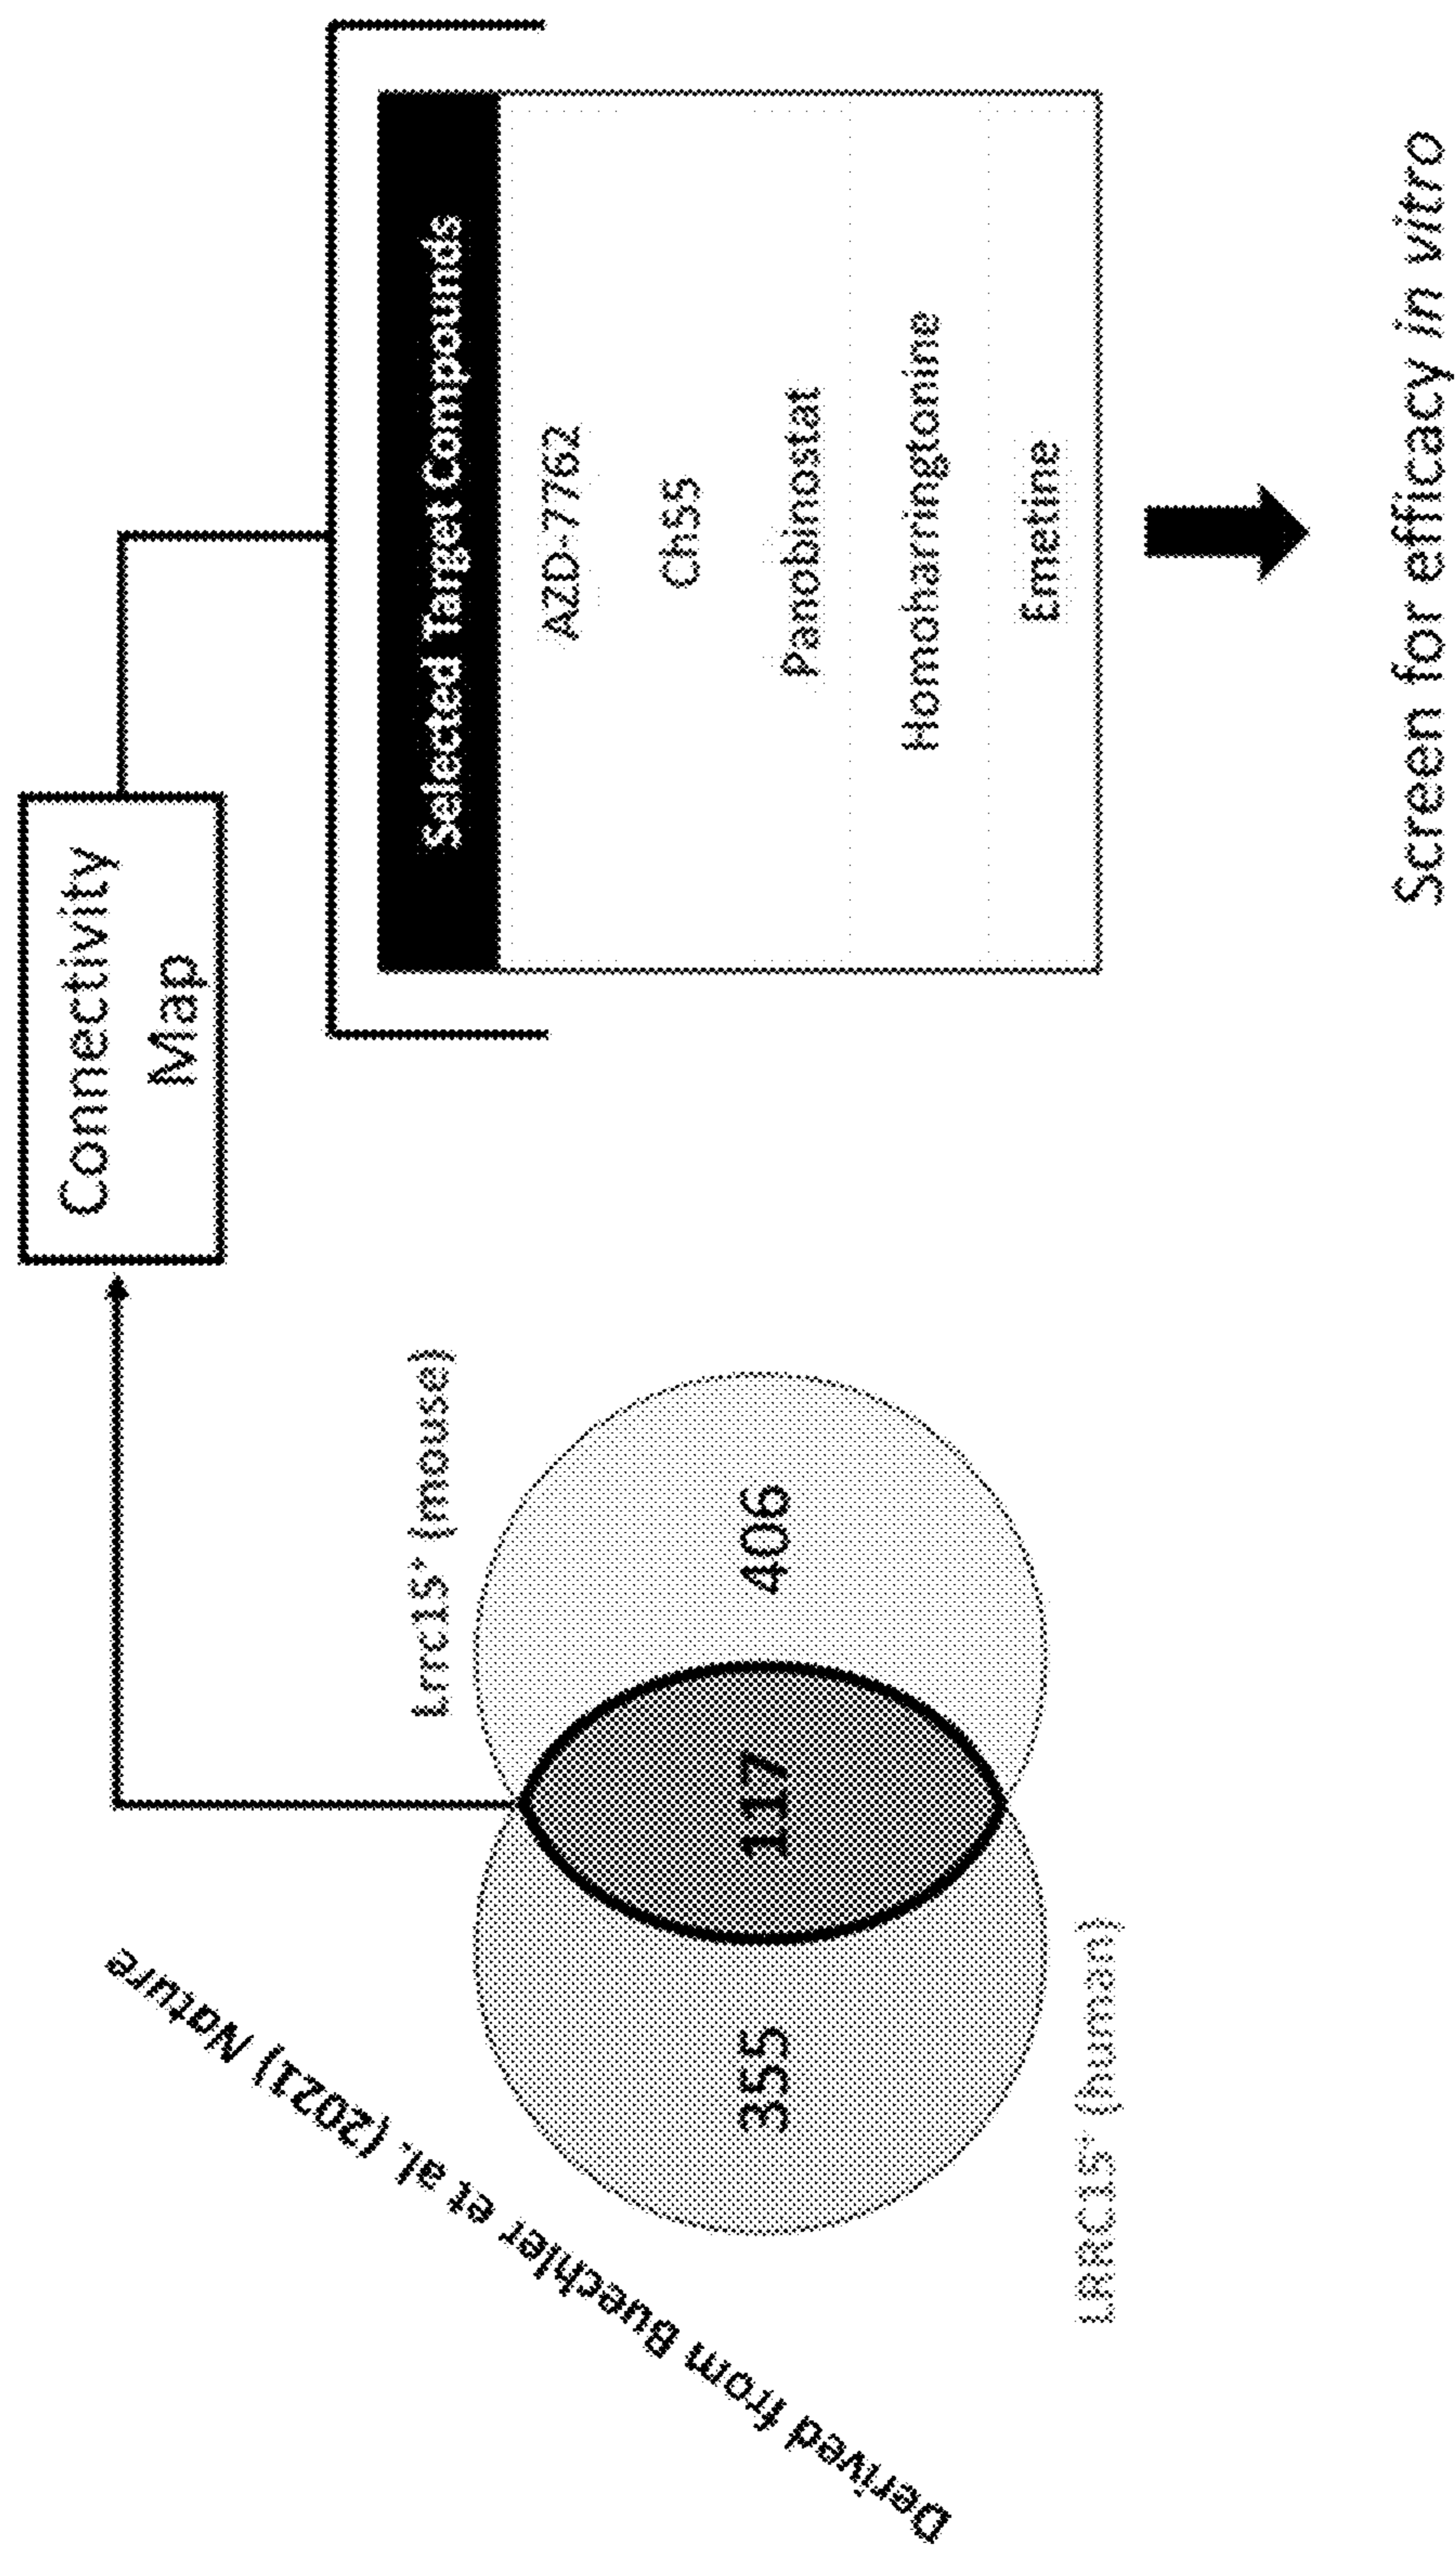 Derived from Buechler et al. (2021) Nature
Lrrc15⁺ (mouse)
355
117
406
LRRC15⁺ (human)
Connectivity
Map
Selected Target Compounds
AZD-7762
Ch55
Panobinostat
Homoharringtonine
Emetine
Screen for efficacy in vitro